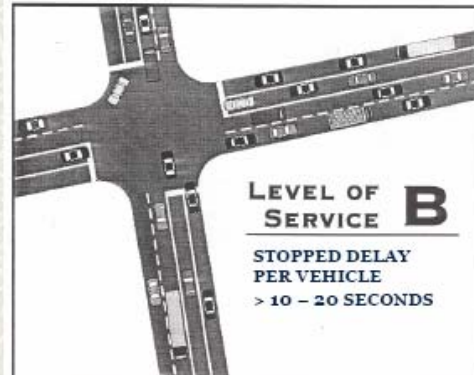 LEVEL OF
SERVICE B
STOPPED DELAY
PER VEHICLE
> 10 – 20 SECONDS